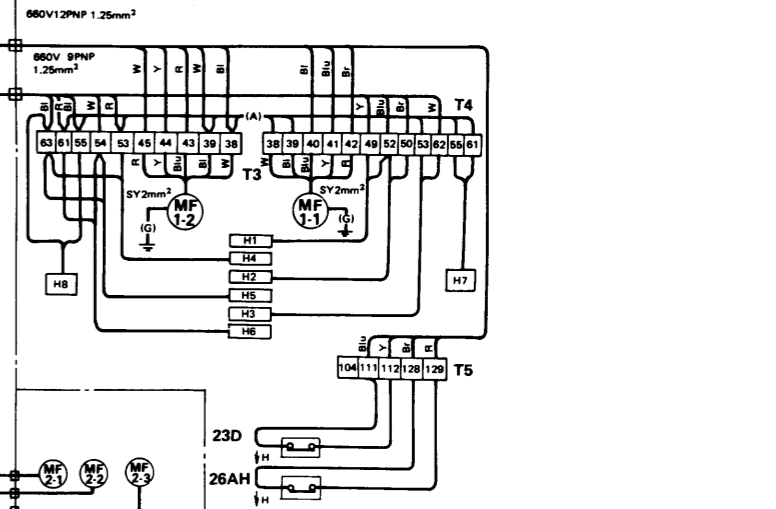 660V12PNP 1.25mm²
660V 9PNP
1.25mm²
W Y R W Bl Bl Blu Br
Bl R Bl W R Y Blu Br W T4
(A)
63 61 55 54 53 45 44 43 39 38
38 39 40 41 42 49 52 50 53 62 55 61
R Y Blu Bl W T3 W Bl Blu Y R
SY2mm² SY2mm²
MF
1-2
MF
1-1
(G) (G)
H1
H4
H8 H2 H7
H5
H3
H6
Blu Y Br R
104 111 112 128 129 T5
23D
H
MF
2-1
MF
2-2
MF
2-3
26AH
H